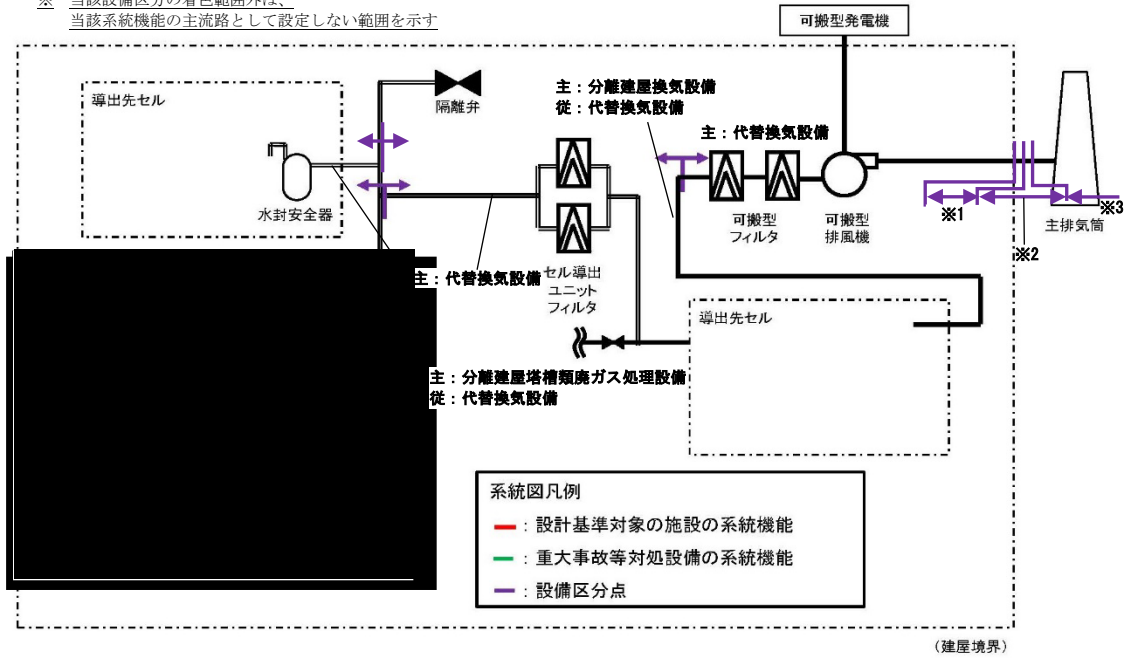 ※ 当該設備区分の着色範囲外は、
当該系統機能の主流路として設定しない範囲を示す
可搬型発電機
導出先セル
隔離弁
水封安全器
主：分離建屋換気設備
従：代替換気設備
主：代替換気設備
可搬型
フィルタ
可搬型
排風機
※1
※2
※3
主排気筒
主：代替換気設備
セル導出
ユニット
フィルタ
導出先セル
主：分離建屋塔槽類廃ガス処理設備
従：代替換気設備
系統図凡例
：設計基準対象の施設の系統機能
：重大事故等対処設備の系統機能
：設備区分点
（建屋境界）